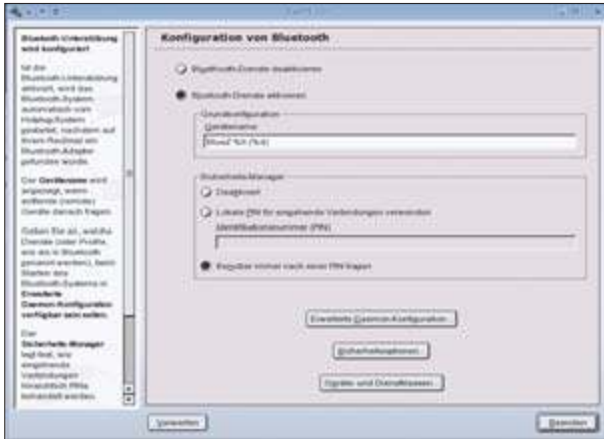 Bluetooth-Unterstützung
wird konfiguriert
Ist die
Bluetooth-Unterstützung
aktiviert, wird das
Bluetooth-System
automatisch vom
Hotplug-System
gestartet, nachdem auf
Ihrem Rechner ein
Bluetooth-Adapter
gefunden wurde.
Der Gerätename wird
angezeigt, wenn
entfernte (remote)
Geräte danach fragen.
Geben Sie an, welche
Dienste (oder Profile,
wie sie in Bluetooth
genannt werden), beim
Starten des
Bluetooth-Systems in
Erweiterte
Daemon-Konfiguration
verfügbar sein sollen.
Der
Sicherheits-Manager
legt fest, wie
eingehende
Verbindungen
hinsichtlich PINs
behandelt werden.
Konfiguration von Bluetooth
Bluetooth-Dienste deaktivieren
Bluetooth-Dienste aktivieren
Grundkonfiguration
Gerätename
BlueZ %h (%d)
Sicherheits-Manager
Deaktiviert
Lokale PIN für eingehende Verbindungen verwenden
Identifikationsnummer (PIN)
Benutzer immer nach einer PIN fragen
Erweiterte Daemon-Konfiguration...
Sicherheitsoptionen...
Geräte und Dienstklassen...
Verwerfen
Beenden